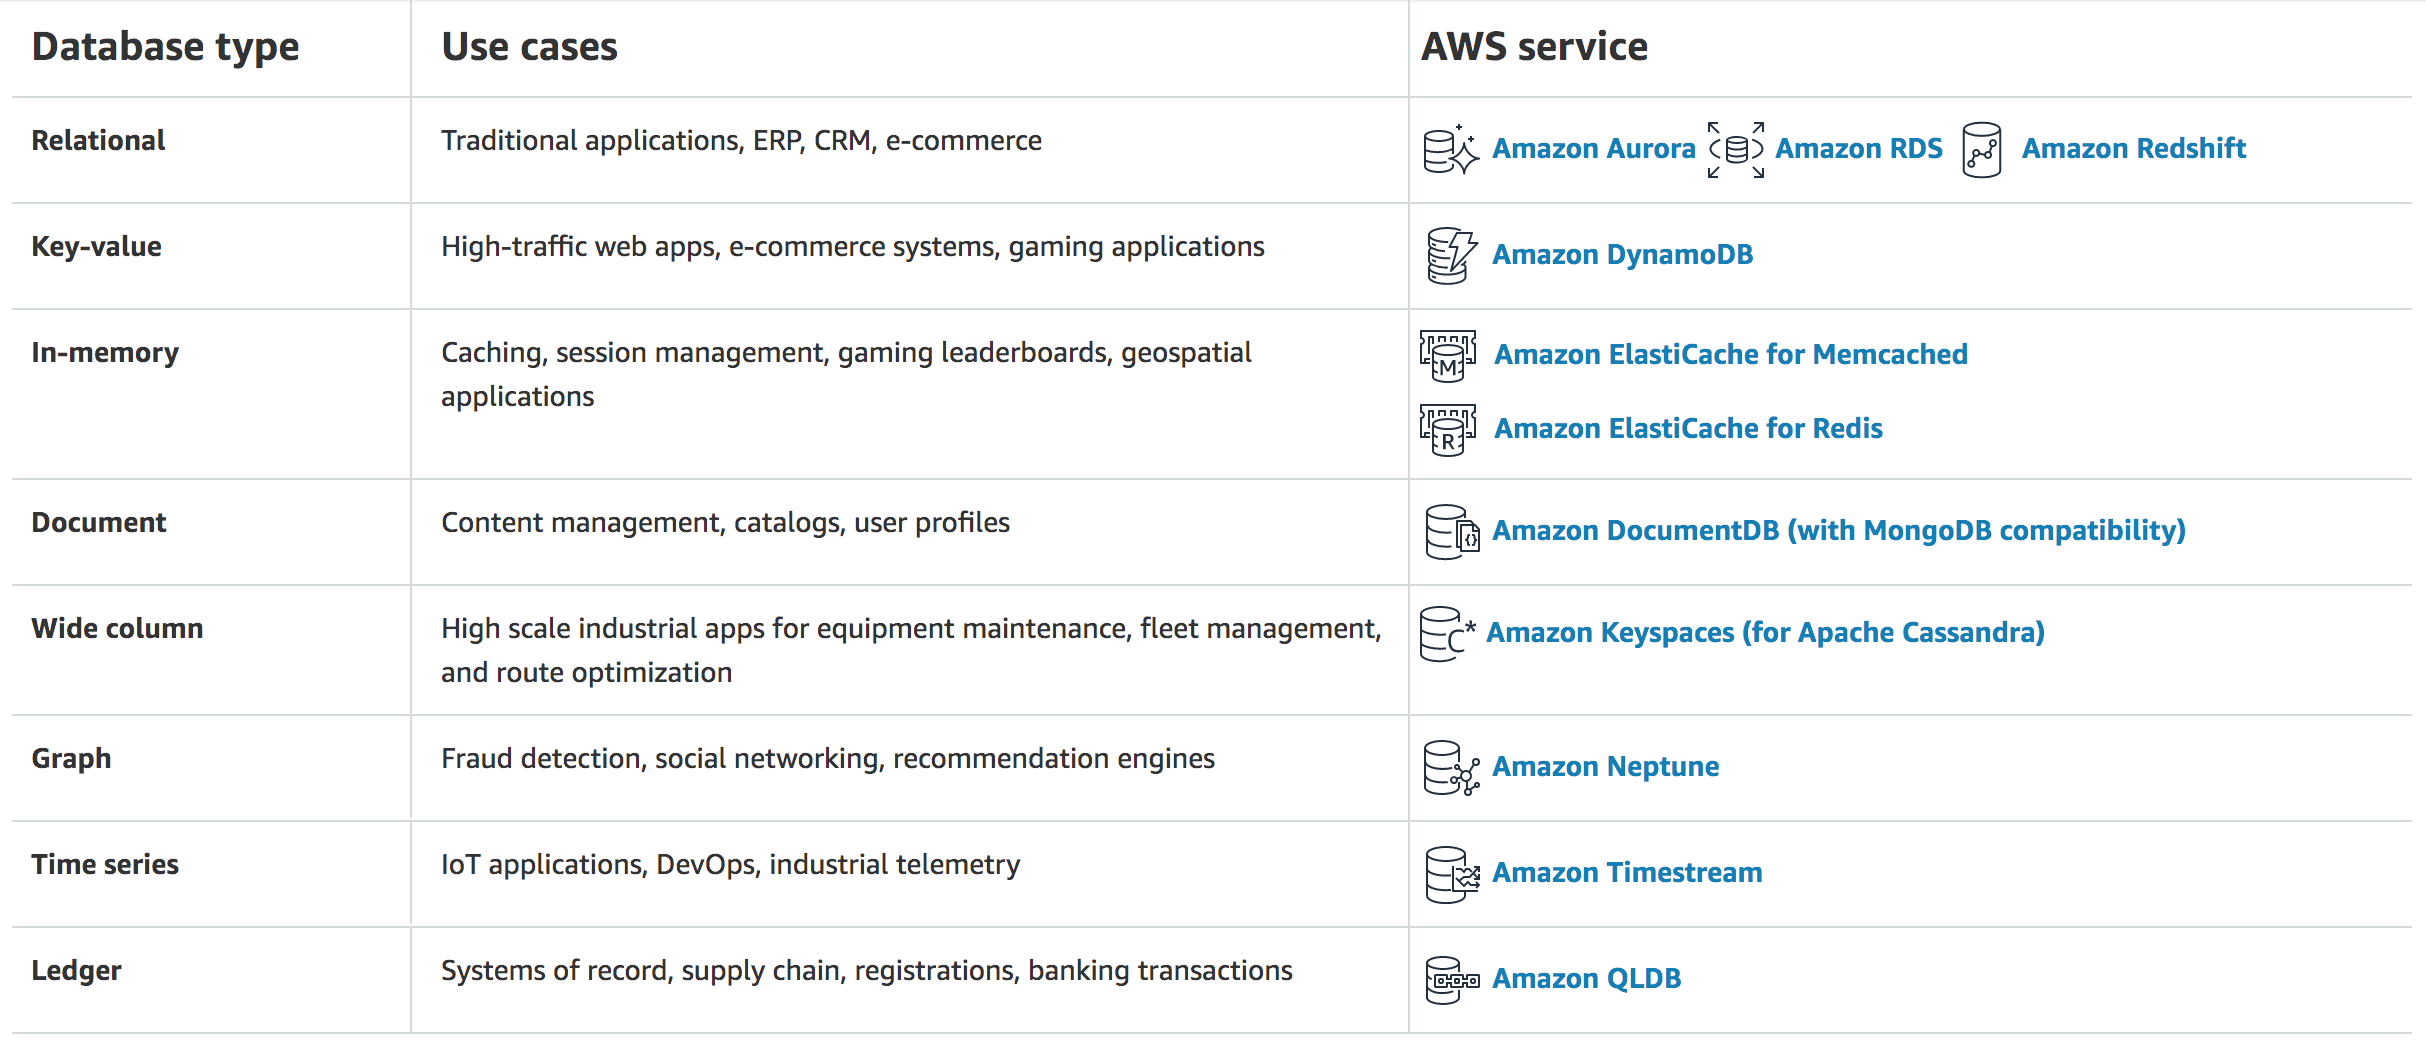 Database type Use cases AWS service
Relational Traditional applications, ERP, CRM, e-commerce Amazon Aurora Amazon RDS Amazon Redshift
Key-value High-traffic web apps, e-commerce systems, gaming applications Amazon DynamoDB
In-memory Caching, session management, gaming leaderboards, geospatial Amazon ElastiCache for Memcached
M
applications
Amazon ElastiCache for Redis
R
Document Content management, catalogs, user profiles Amazon DocumentDB (with MongoDB compatibility)
{}
Wide column High scale industrial apps for equipment maintenance, fleet management, Amazon Keyspaces (for Apache Cassandra)
C*
and route optimization
Graph Fraud detection, social networking, recommendation engines Amazon Neptune
Time series IoT applications, DevOps, industrial telemetry Amazon Timestream
Ledger Systems of record, supply chain, registrations, banking transactions Amazon QLDB